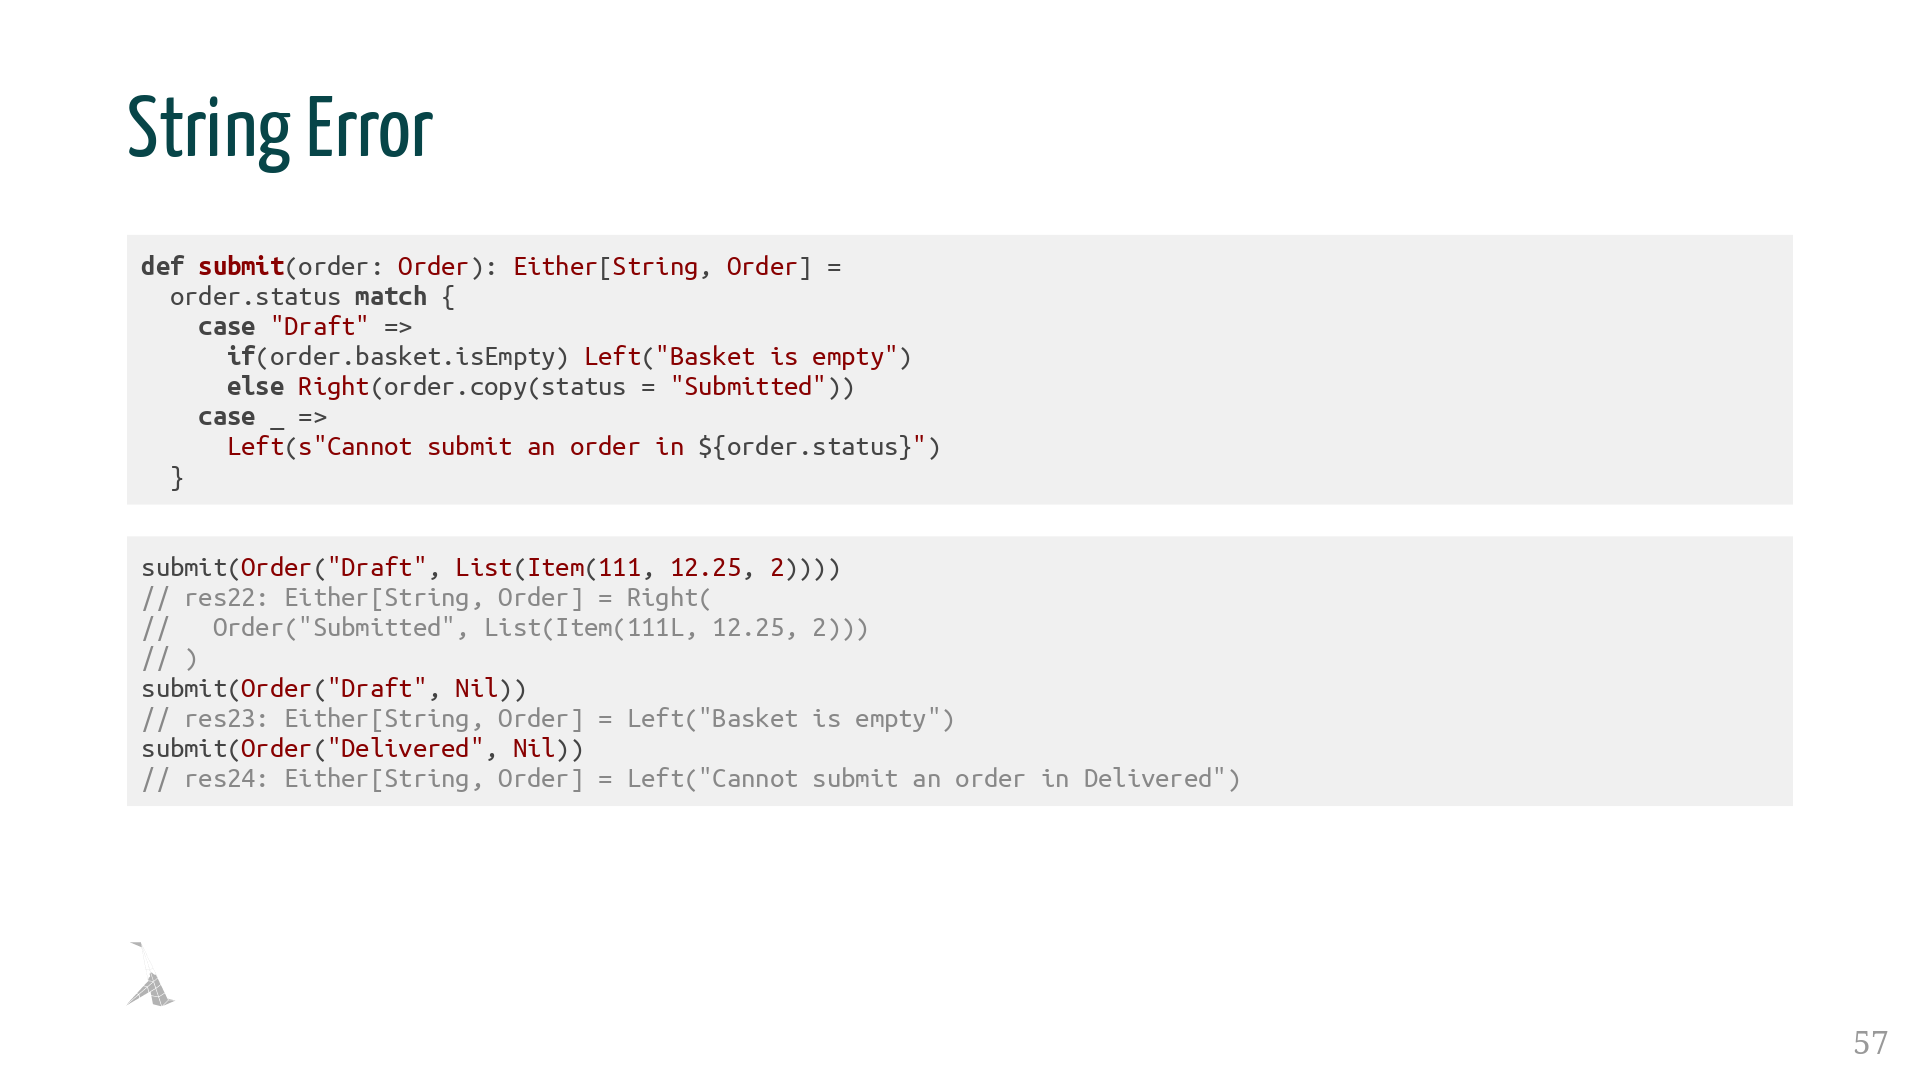 String Error
def submit(order: Order): Either[String, Order] =
  order.status match {
    case "Draft" =>
      if(order.basket.isEmpty) Left("Basket is empty")
      else Right(order.copy(status = "Submitted"))
    case _ =>
      Left(s"Cannot submit an order in ${order.status}")
  }
submit(Order("Draft", List(Item(111, 12.25, 2))))
// res22: Either[String, Order] = Right(
//   Order("Submitted", List(Item(111L, 12.25, 2)))
// )
submit(Order("Draft", Nil))
// res23: Either[String, Order] = Left("Basket is empty")
submit(Order("Delivered", Nil))
// res24: Either[String, Order] = Left("Cannot submit an order in Delivered")
57